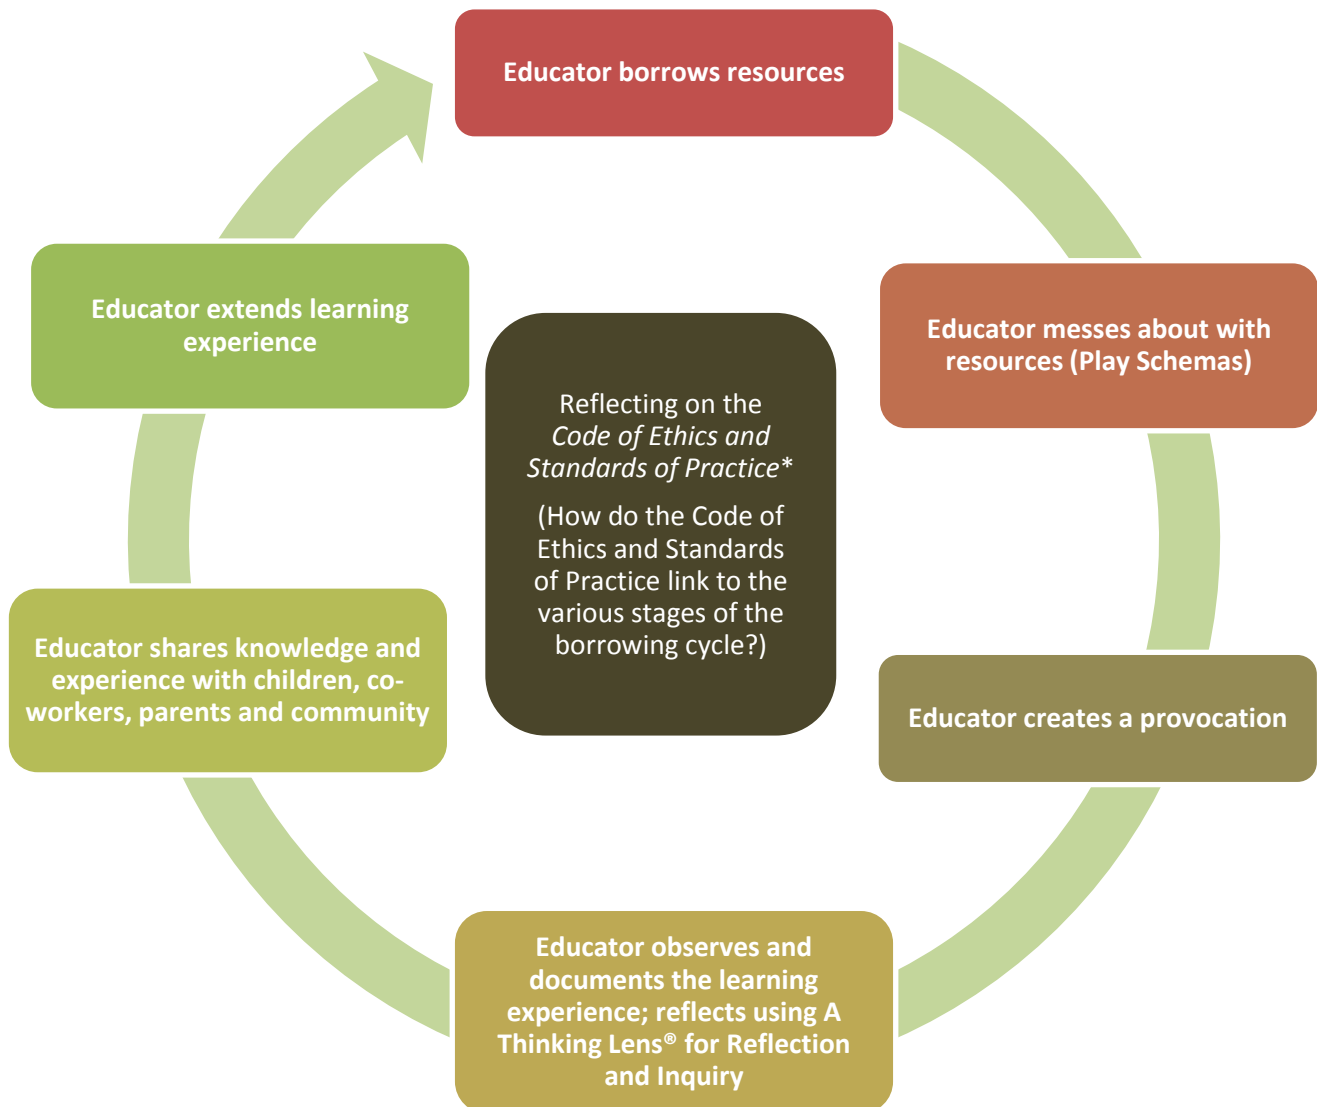 Educator borrows resources
Educator messes about with
resources (Play Schemas)
Educator creates a provocation
Educator observes and
documents the learning
experience; reflects using A
Thinking Lens® for Reflection
and Inquiry
Educator shares knowledge and
experience with children, co-
workers, parents and community
Educator extends learning
experience
Reflecting on the
Code of Ethics and
Standards of Practice*
(How do the Code of
Ethics and Standards
of Practice link to the
various stages of the
borrowing cycle?)